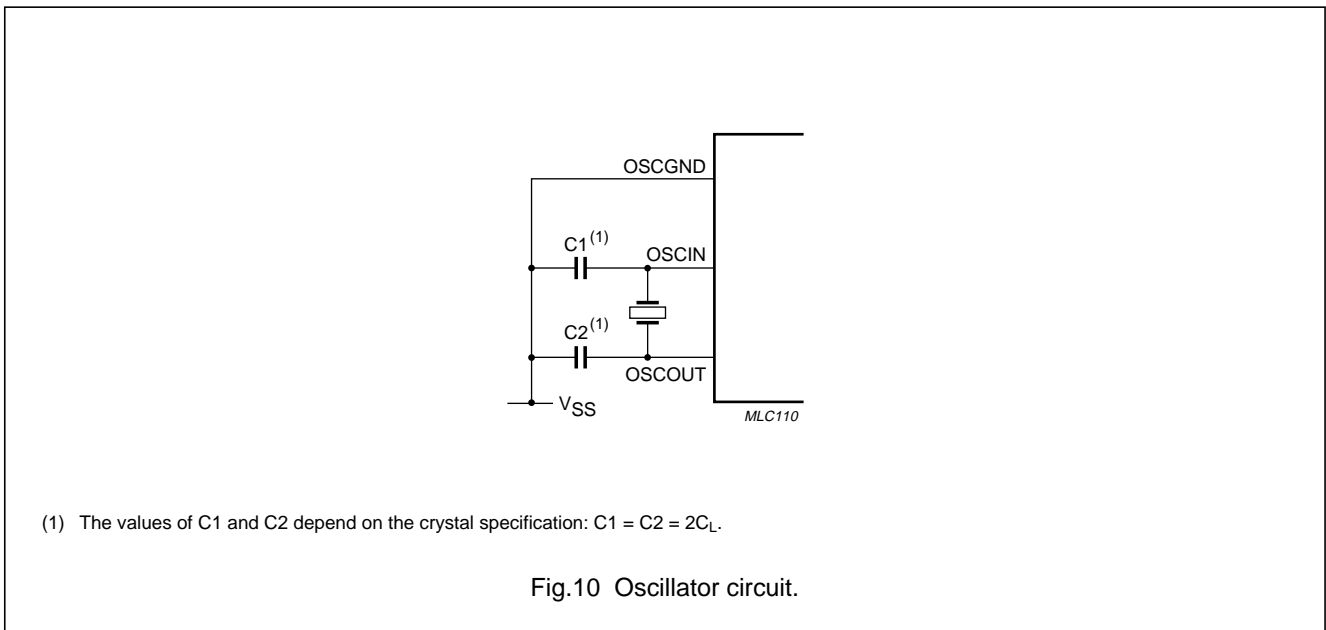 OSCGND
C1(1)
OSCIN
C2(1)
OSCOUT
VSS
MLC110
(1) The values of C1 and C2 depend on the crystal specification: C1 = C2 = 2CL.
Fig.10 Oscillator circuit.